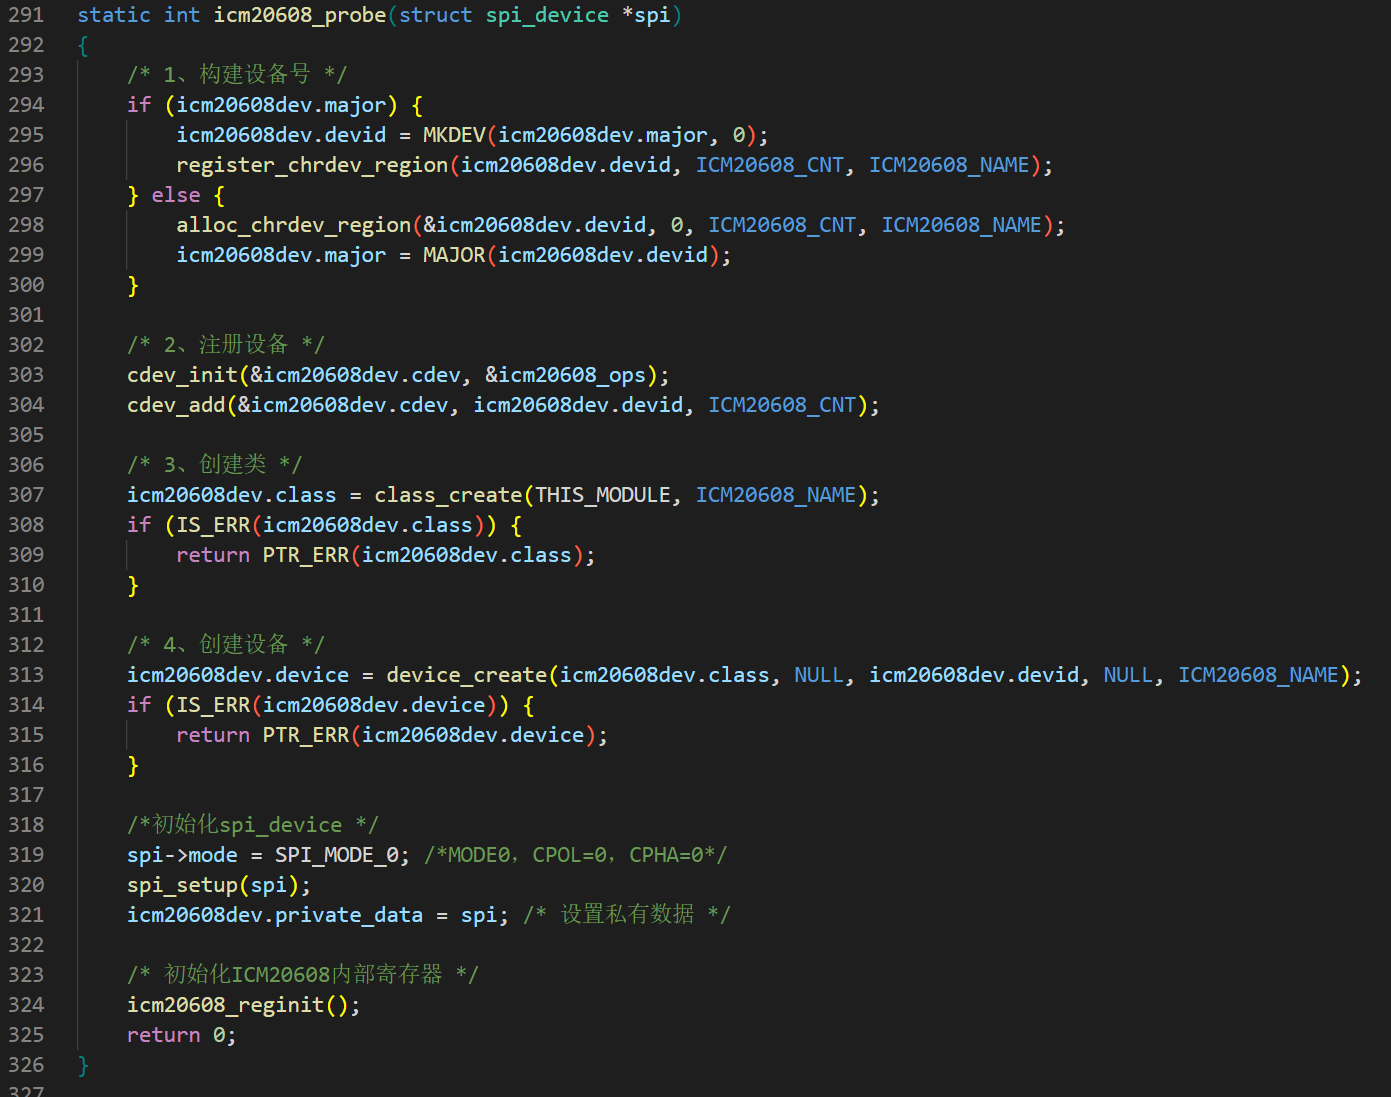 291 static int icm20608_probe(struct spi_device *spi)
292 {
293 /* 1、构建设备号 */
294 if (icm20608dev.major) {
295 icm20608dev.devid = MKDEV(icm20608dev.major, 0);
296 register_chrdev_region(icm20608dev.devid, ICM20608_CNT, ICM20608_NAME);
297 } else {
298 alloc_chrdev_region(&icm20608dev.devid, 0, ICM20608_CNT, ICM20608_NAME);
299 icm20608dev.major = MAJOR(icm20608dev.devid);
300 }
301
302 /* 2、注册设备 */
303 cdev_init(&icm20608dev.cdev, &icm20608_ops);
304 cdev_add(&icm20608dev.cdev, icm20608dev.devid, ICM20608_CNT);
305
306 /* 3、创建类 */
307 icm20608dev.class = class_create(THIS_MODULE, ICM20608_NAME);
308 if (IS_ERR(icm20608dev.class)) {
309 return PTR_ERR(icm20608dev.class);
310 }
311
312 /* 4、创建设备 */
313 icm20608dev.device = device_create(icm20608dev.class, NULL, icm20608dev.devid, NULL, ICM20608_NAME);
314 if (IS_ERR(icm20608dev.device)) {
315 return PTR_ERR(icm20608dev.device);
316 }
317
318 /*初始化spi_device */
319 spi->mode = SPI_MODE_0; /*MODE0，CPOL=0，CPHA=0*/
320 spi_setup(spi);
321 icm20608dev.private_data = spi; /* 设置私有数据 */
322
323 /* 初始化ICM20608内部寄存器 */
324 icm20608_reginit();
325 return 0;
326 }
327